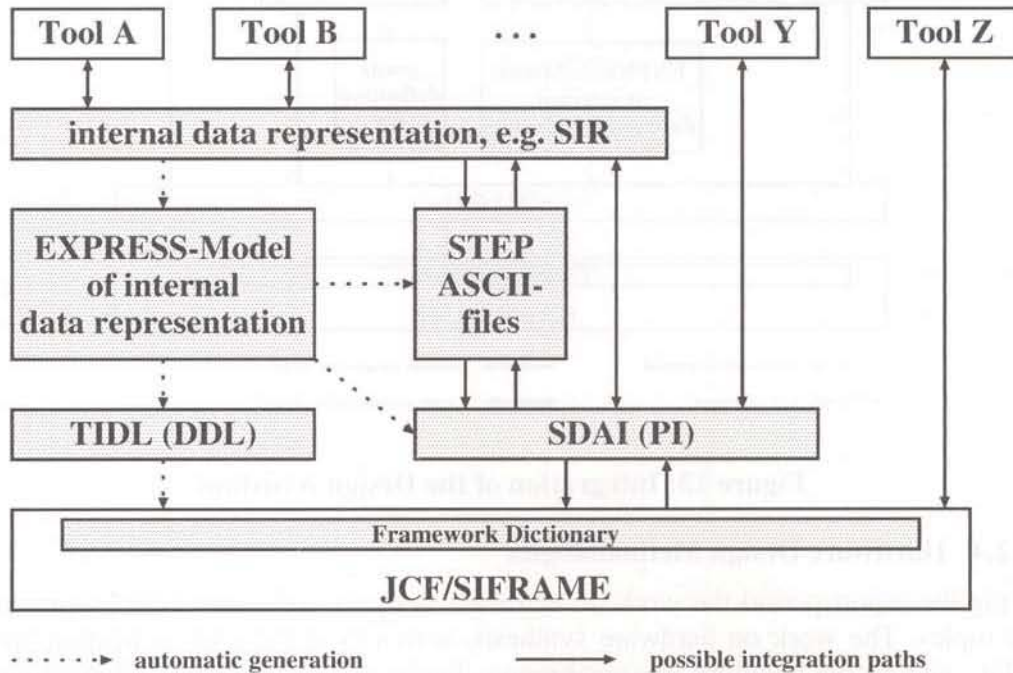 Tool A
Tool B
...
Tool Y
Tool Z
internal data representation, e.g. SIR
EXPRESS-Model
of internal
data representation
STEP
ASCII-
files
TIDL (DDL)
SDAI (PI)
Framework Dictionary
JCF/SIFRAME
automatic generation
possible integration paths